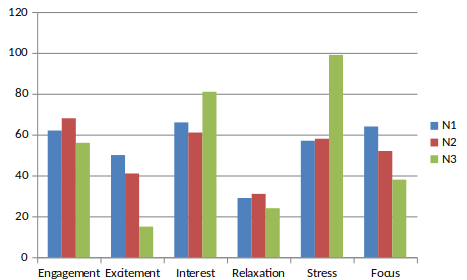 120
100
80
60
40
20
0
Engagement Excitement Interest Relaxation Stress Focus
N1
N2
N3